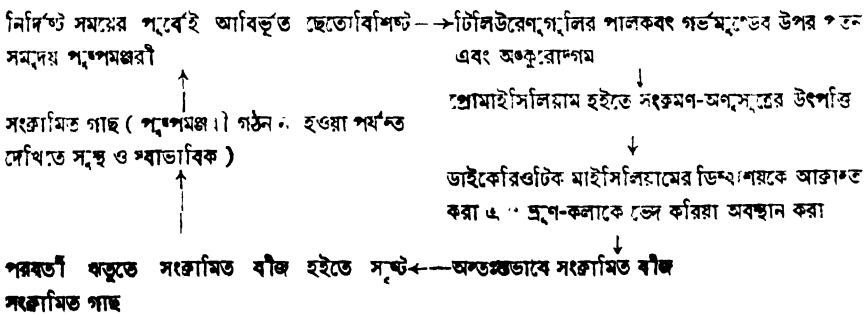 নির্দিষ্ট সময়ের পূর্বেই আবির্ভূত ছেতোবিশিষ্ট
সমুদয় পুষ্পমঞ্জরী
টিলিউরেণুগুলির পালকবৎ গর্ভমুণ্ডের উপর পতন
এবং অঙ্কুরোদ্গম
প্রোমাইসিলিয়াম হইতে সংক্রমণ-অণুসূত্রের উৎপত্তি
সংক্রামিত গাছ ( পুষ্পমঞ্জরী গঠন না হওয়া পর্যন্ত
দেখিতে সুস্থ ও স্বাভাবিক )
ডাইকেরিওটিক মাইসিলিয়ামের ডিম্বাশয়কে আক্রান্ত
করা এবং ভ্রূণ-কলাকে ভেদ করিয়া অবস্থান করা
পরবর্তী ঋতুতে সংক্রামিত বীজ হইতে সৃষ্ট
সংক্রামিত গাছ
অন্তঃস্থভাবে সংক্রামিত বীজ